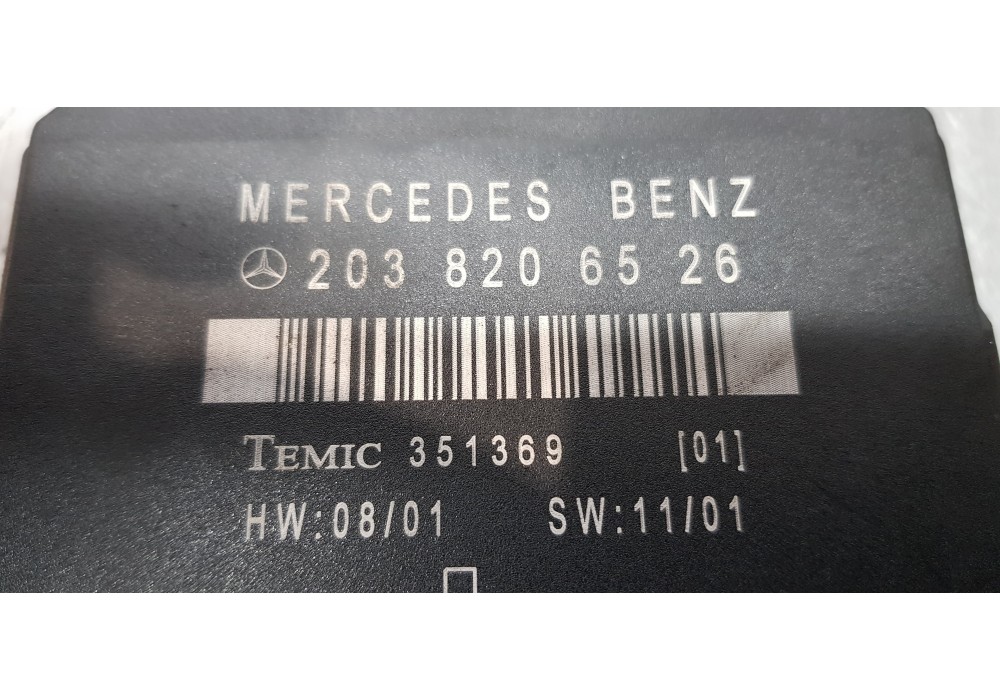 MERCEDES BENZ
203 820 65 26
TEMIC 351369 [01]
HW:08/01 SW:11/01